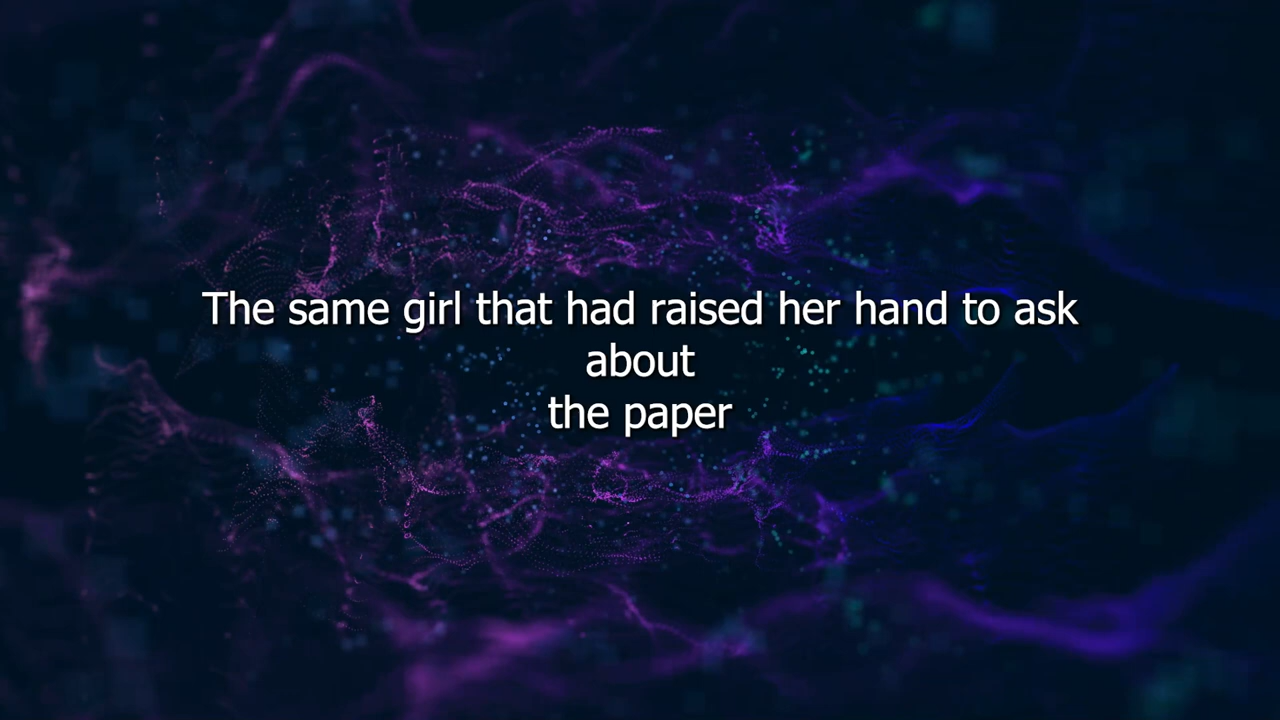 The same girl that had raised her hand to ask
about
the paper